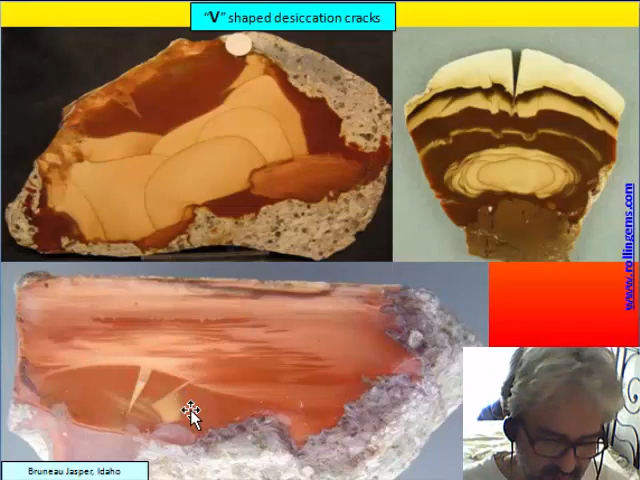 “V” shaped desiccation cracks
www.rollingems.com
Bruneau Jasper, Idaho